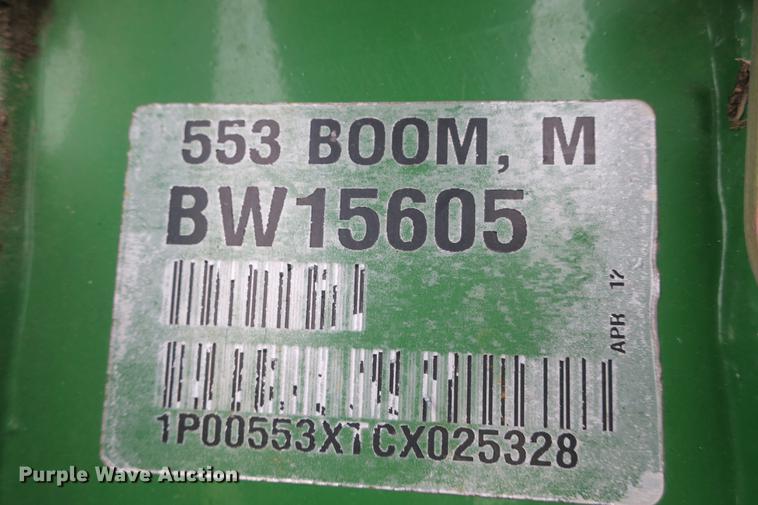 553 BOOM, M
BW15605
APR 12
1P00553XTCX025328
Purple Wave Auction